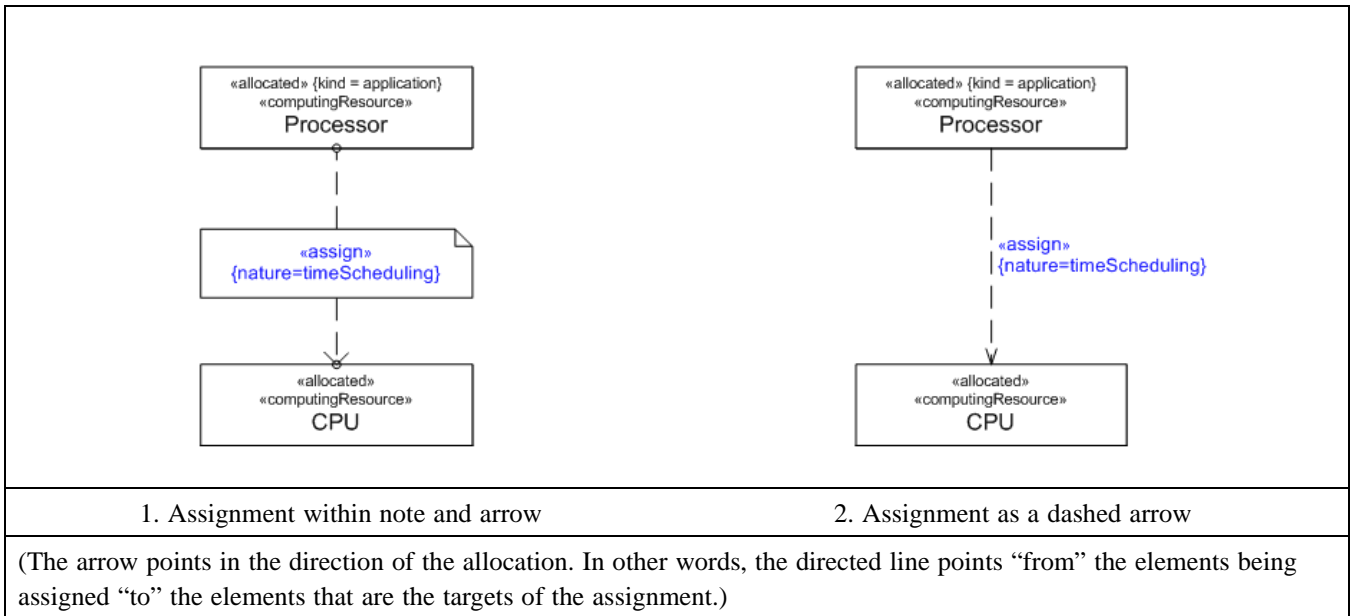 «allocated» {kind = application}
«computingResource»
Processor
«assign»
{nature=timeScheduling}
«allocated»
«computingResource»
CPU
«allocated» {kind = application}
«computingResource»
Processor
«assign»
{nature=timeScheduling}
«allocated»
«computingResource»
CPU
1. Assignment within note and arrow
2. Assignment as a dashed arrow
(The arrow points in the direction of the allocation. In other words, the directed line points “from” the elements being
assigned “to” the elements that are the targets of the assignment.)